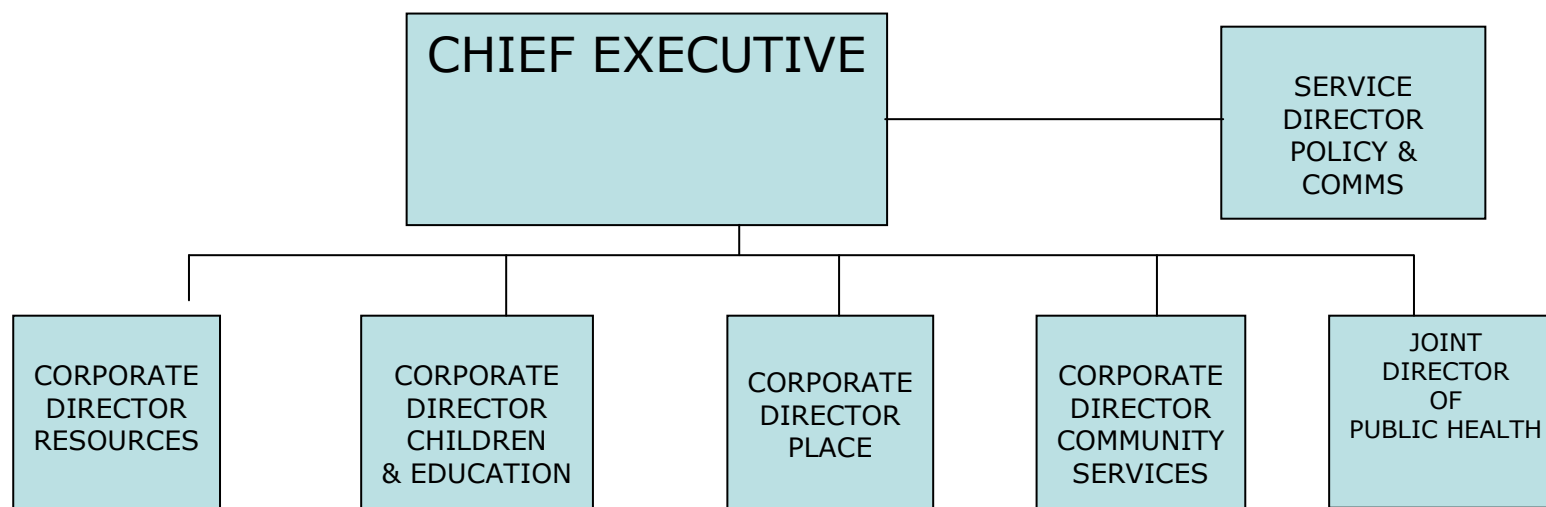 CHIEF EXECUTIVE
SERVICE
DIRECTOR
POLICY &
COMMS
CORPORATE
DIRECTOR
RESOURCES
CORPORATE
DIRECTOR
CHILDREN
& EDUCATION
CORPORATE
DIRECTOR
PLACE
CORPORATE
DIRECTOR
COMMUNITY
SERVICES
JOINT
DIRECTOR
OF
PUBLIC HEALTH